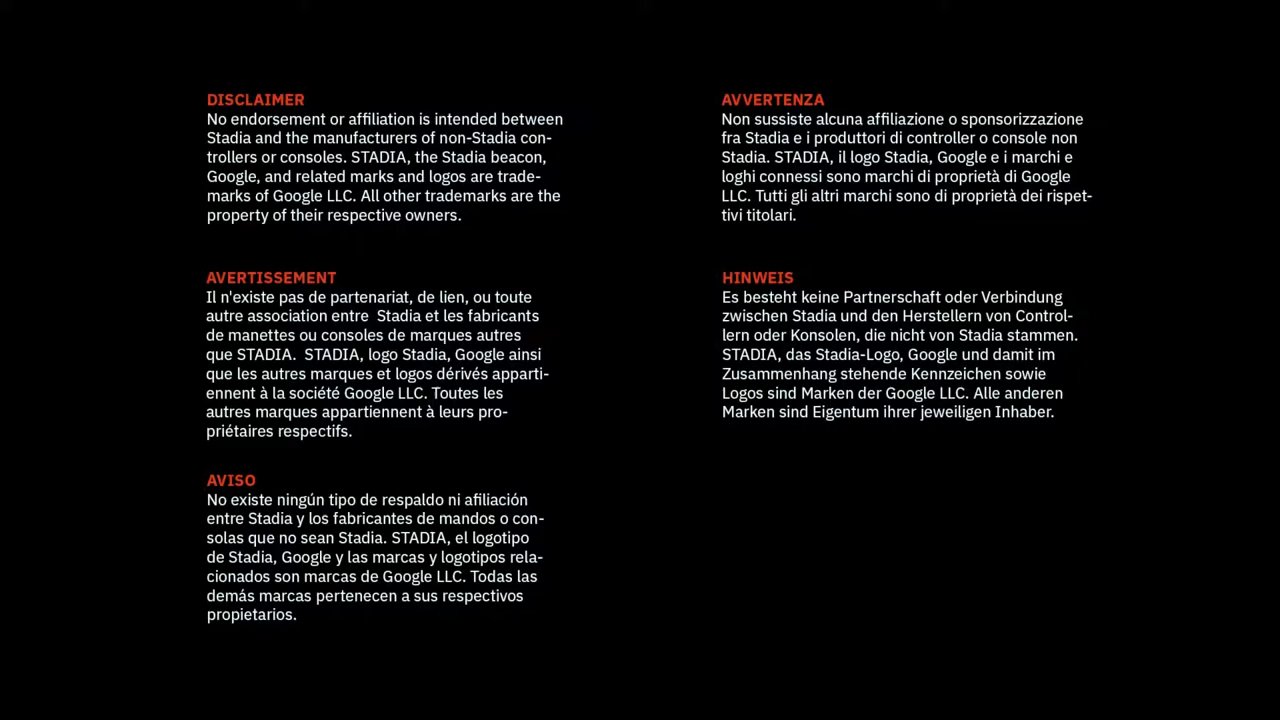 DISCLAIMER
No endorsement or affiliation is intended between
Stadia and the manufacturers of non-Stadia con-
trollers or consoles. STADIA, the Stadia beacon,
Google, and related marks and logos are trade-
marks of Google LLC. All other trademarks are the
property of their respective owners.
AVERTISSEMENT
Il n'existe pas de partenariat, de lien, ou toute
autre association entre  Stadia et les fabricants
de manettes ou consoles de marques autres
que STADIA.  STADIA, logo Stadia, Google ainsi
que les autres marques et logos dérivés apparti-
ennent à la société Google LLC. Toutes les
autres marques appartiennent à leurs pro-
priétaires respectifs.
AVISO
No existe ningún tipo de respaldo ni afiliación
entre Stadia y los fabricantes de mandos o con-
solas que no sean Stadia. STADIA, el logotipo
de Stadia, Google y las marcas y logotipos rela-
cionados son marcas de Google LLC. Todas las
demás marcas pertenecen a sus respectivos
propietarios.
AVVERTENZA
Non sussiste alcuna affiliazione o sponsorizzazione
fra Stadia e i produttori di controller o console non
Stadia. STADIA, il logo Stadia, Google e i marchi e
loghi connessi sono marchi di proprietà di Google
LLC. Tutti gli altri marchi sono di proprietà dei rispet-
tivi titolari.
HINWEIS
Es besteht keine Partnerschaft oder Verbindung
zwischen Stadia und den Herstellern von Control-
lern oder Konsolen, die nicht von Stadia stammen.
STADIA, das Stadia-Logo, Google und damit im
Zusammenhang stehende Kennzeichen sowie
Logos sind Marken der Google LLC. Alle anderen
Marken sind Eigentum ihrer jeweiligen Inhaber.